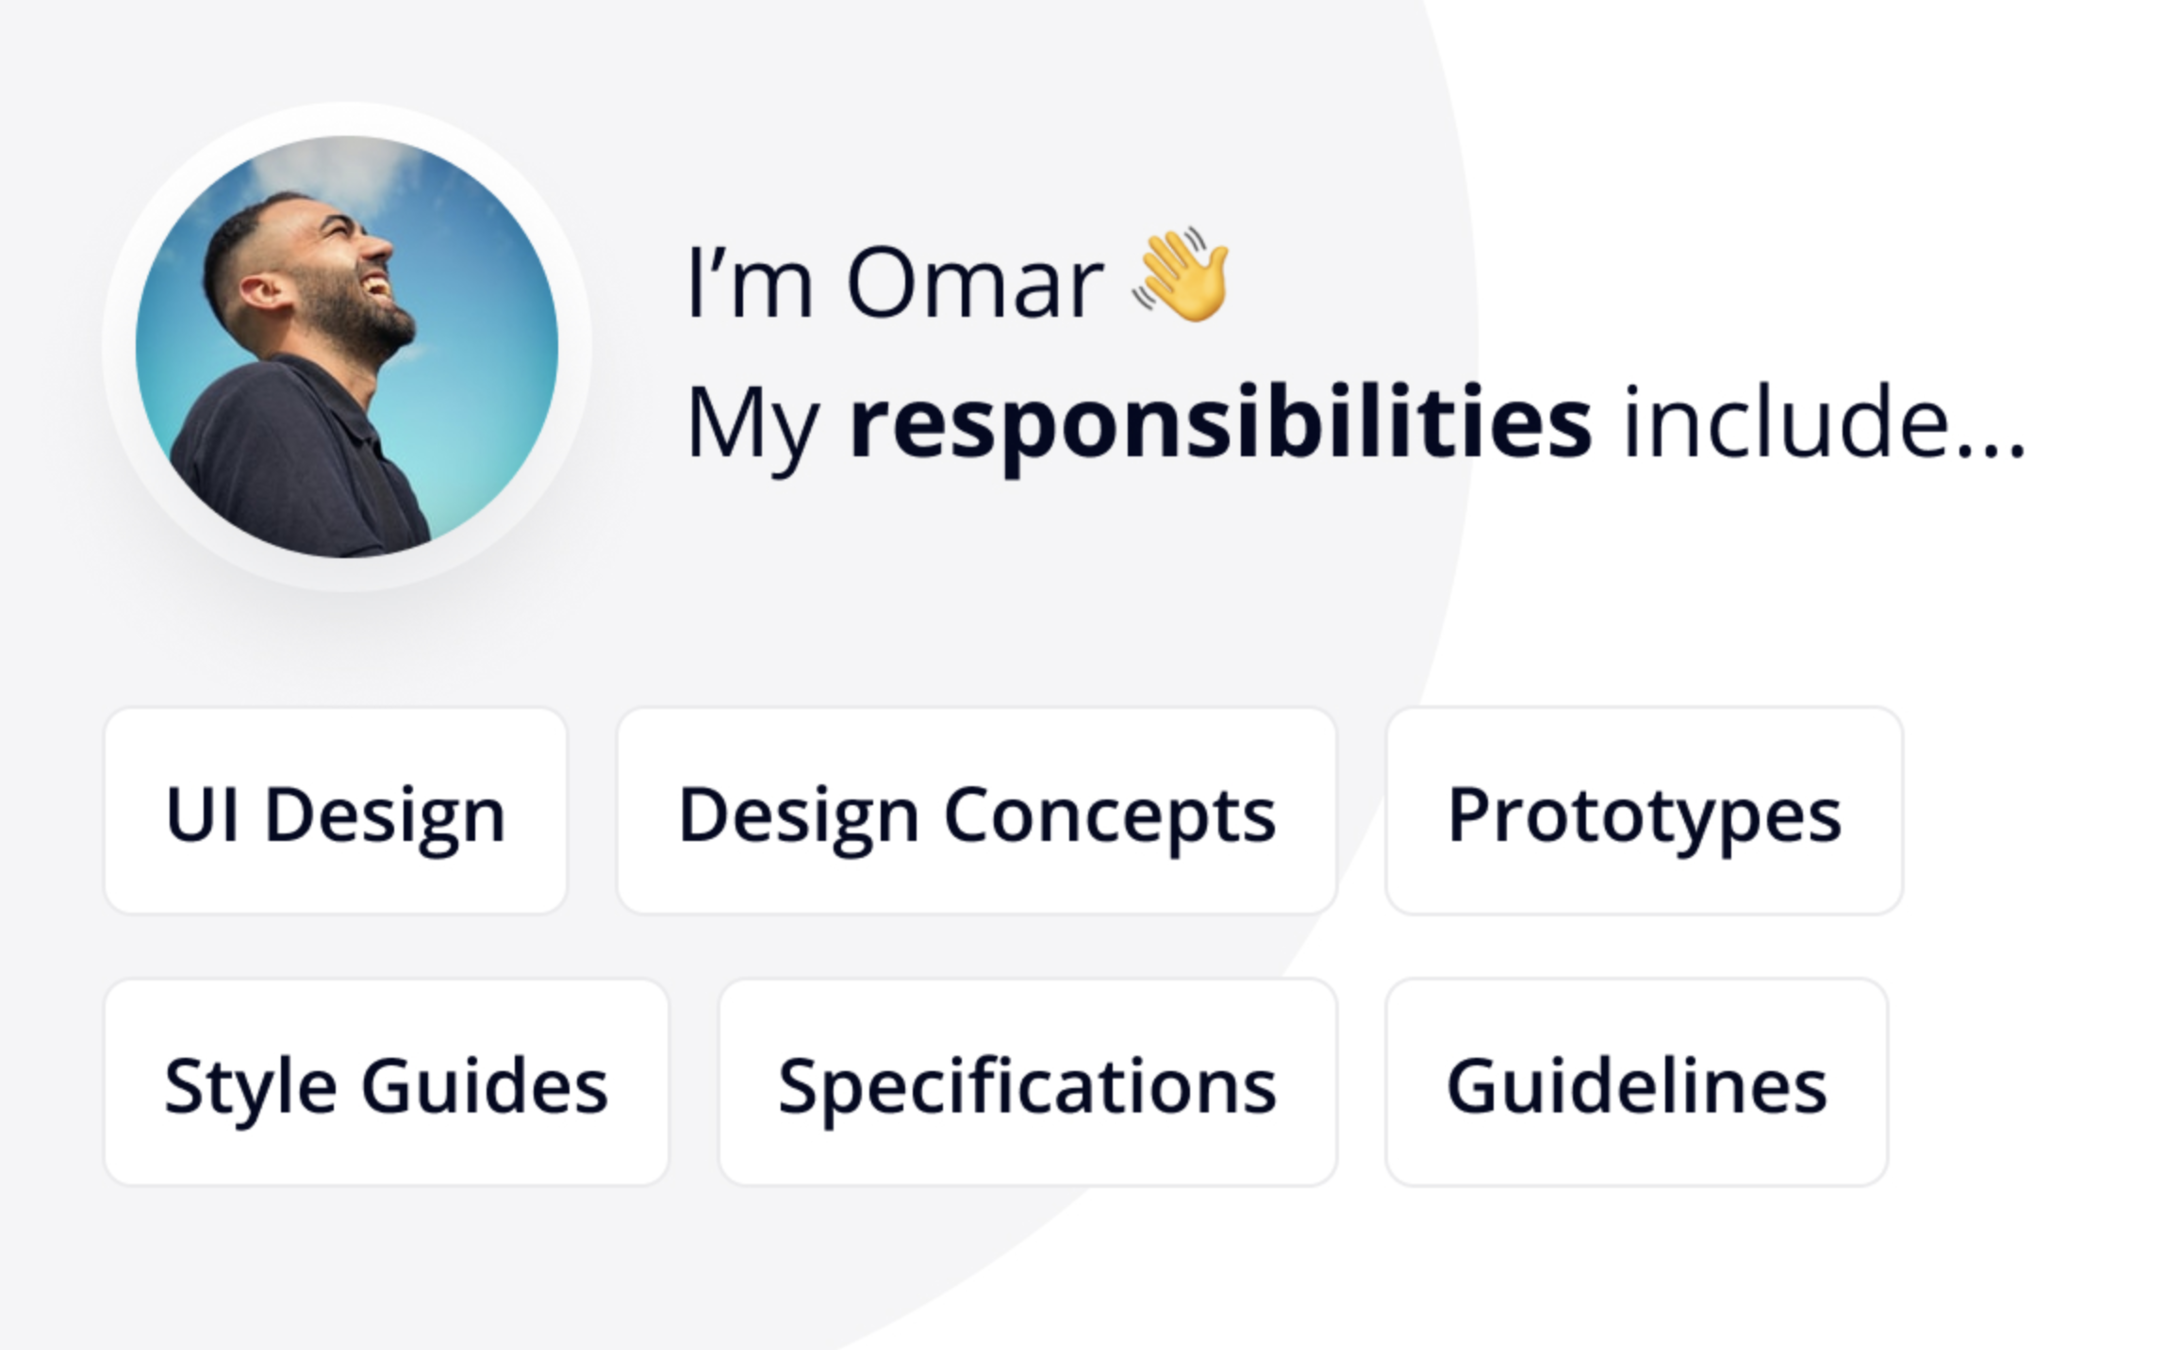 I’m Omar 👋
My responsibilities include...
UI Design
Design Concepts
Prototypes
Style Guides
Specifications
Guidelines